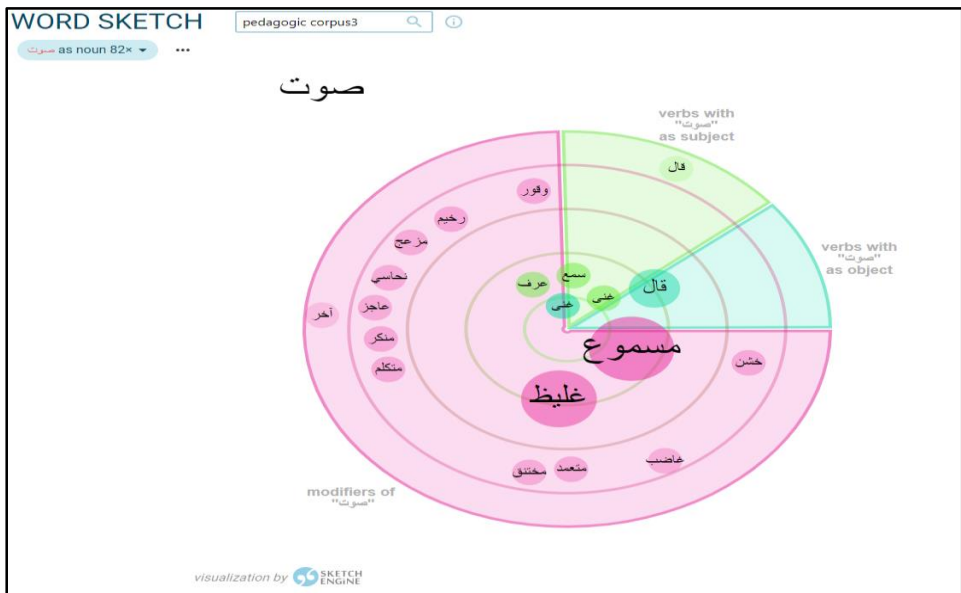 WORD SKETCH
pedagogic corpus3
صوت as noun 82×
صوت
verbs with
"صوت"
as subject
قال
وقور
رخيم
مزعج
verbs with
"صوت"
as object
نحاسي
سمع
عرف
قال
غنى
غنى
عاجز
آخر
منكر
مسموع
متكلم
خشن
غليظ
غاضب
متعمد
مختنق
modifiers of
"صوت"
visualization by SKETCH ENGINE